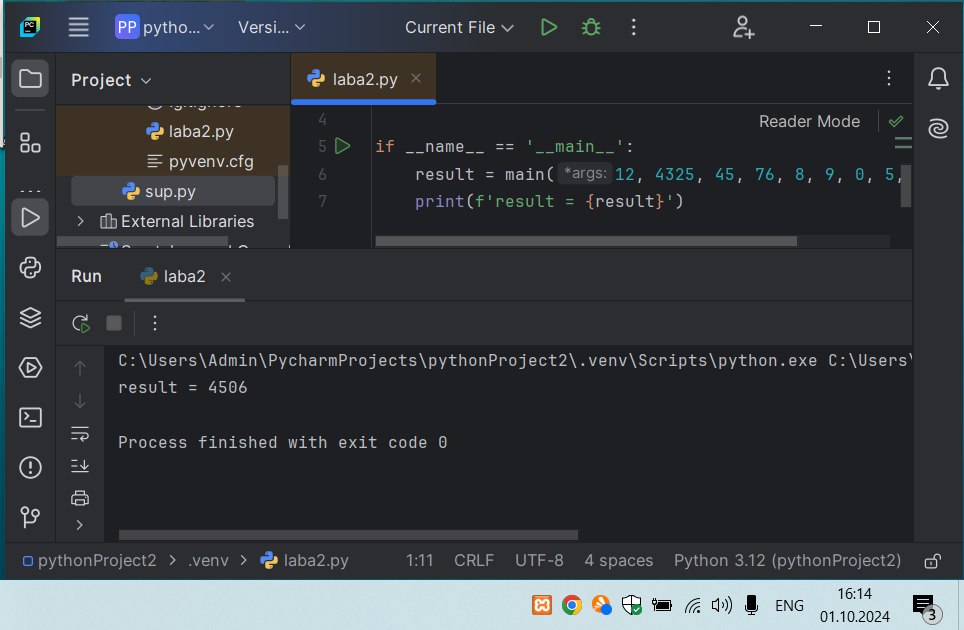 PP pytho... Versi... Current File
Project
laba2.py
4
Reader Mode
laba2.py
5 if __name__ == '__main__':
pyvenv.cfg
6 result = main( *args: 12, 4325, 45, 76, 8, 9, 0, 5,
sup.py
7 print(f'result = {result}')
External Libraries
Run laba2
C:\Users\Admin\PycharmProjects\pythonProject2\.venv\Scripts\python.exe C:\Users\
result = 4506
Process finished with exit code 0
pythonProject2 > .venv > laba2.py 1:11 CRLF UTF-8 4 spaces Python 3.12 (pythonProject2)
ENG
16:14
01.10.2024
3